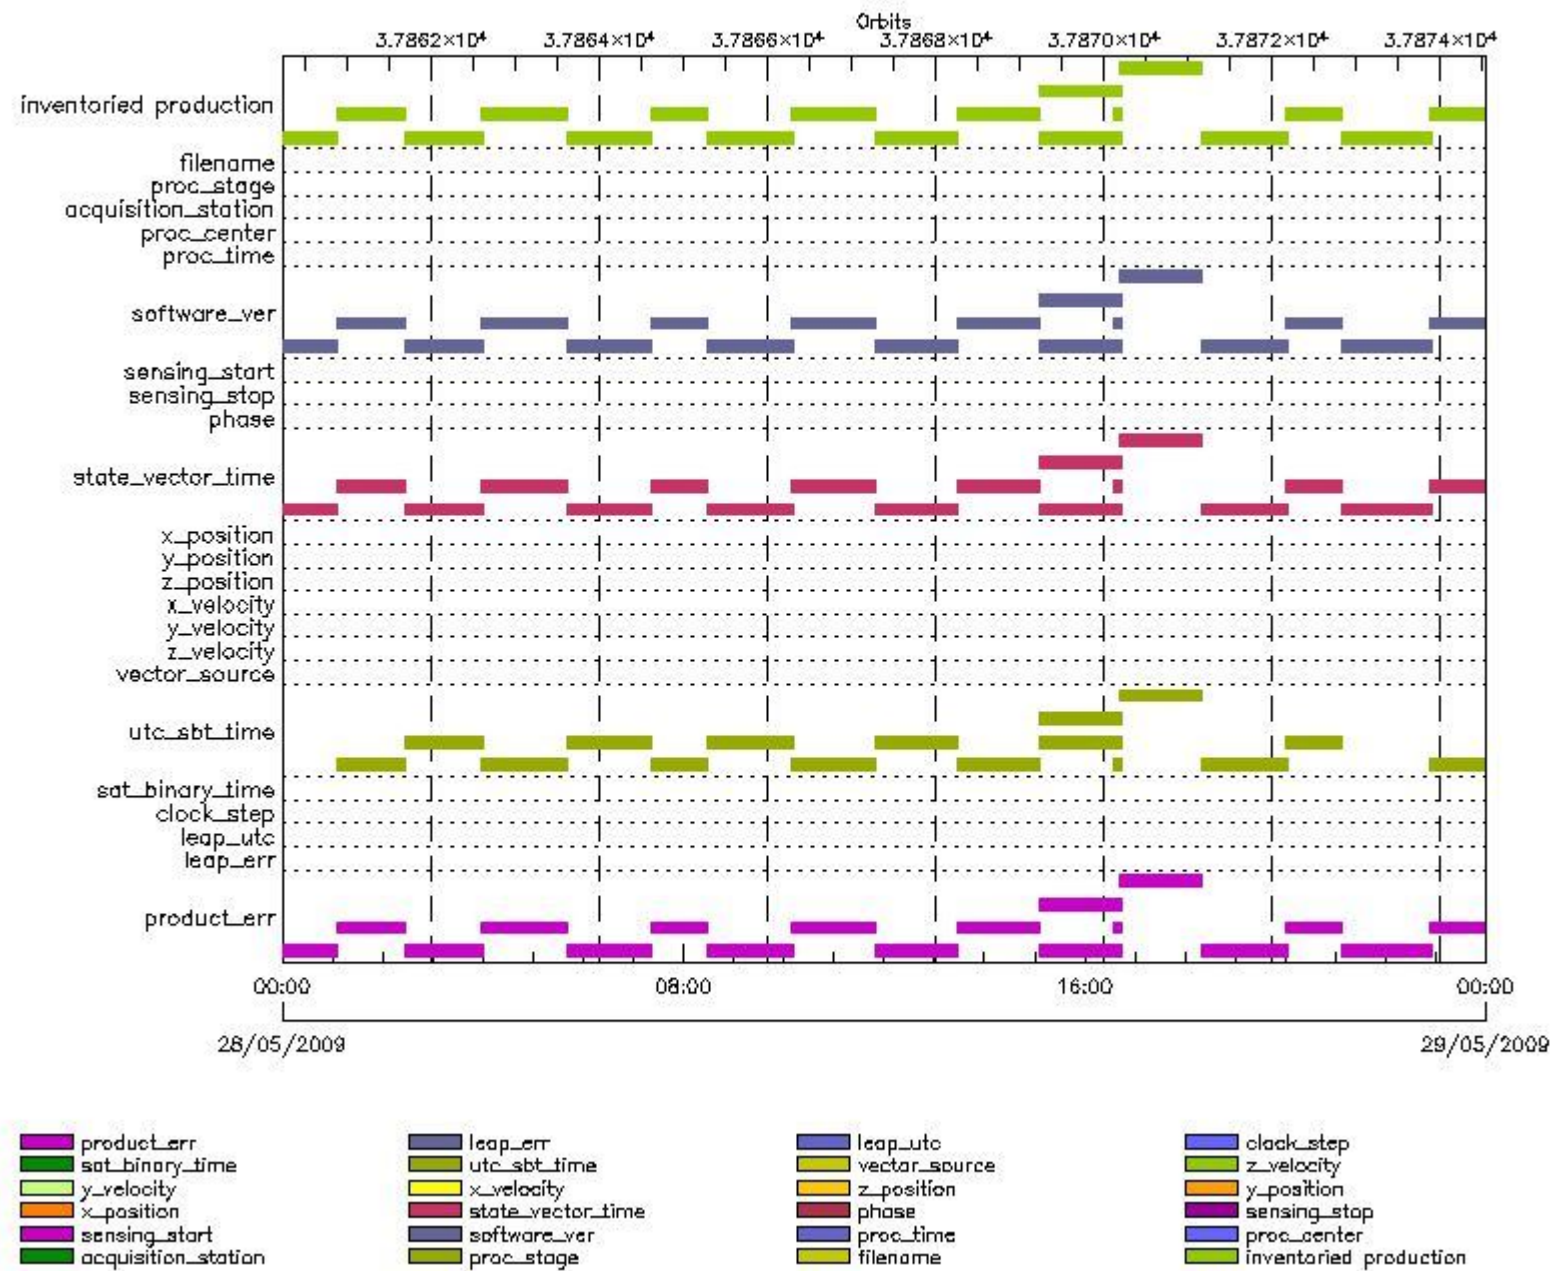 Orbits
3.7862×10⁴ 3.7864×10⁴ 3.7866×10⁴ 3.7868×10⁴ 3.7870×10⁴ 3.7872×10⁴ 3.7874×10⁴
inventoried production
filename
proc_stage
acquisition_station
proc_center
proc_time
software_ver
sensing_start
sensing_stop
phase
state_vector_time
x_position
y_position
z_position
x_velocity
y_velocity
z_velocity
vector_source
utc_sbt_time
sat_binary_time
clock_step
leap_utc
leap_err
product_err
00:00 08:00 16:00 00:00
28/05/2009 29/05/2009
product_err leap_err leap_utc clock_step
sat_binary_time utc_sbt_time vector_source z_velocity
y_velocity x_velocity z_position y_position
x_position state_vector_time phase sensing_stop
sensing_start software_ver proc_time proc_center
acquisition_station proc_stage filename inventoried production